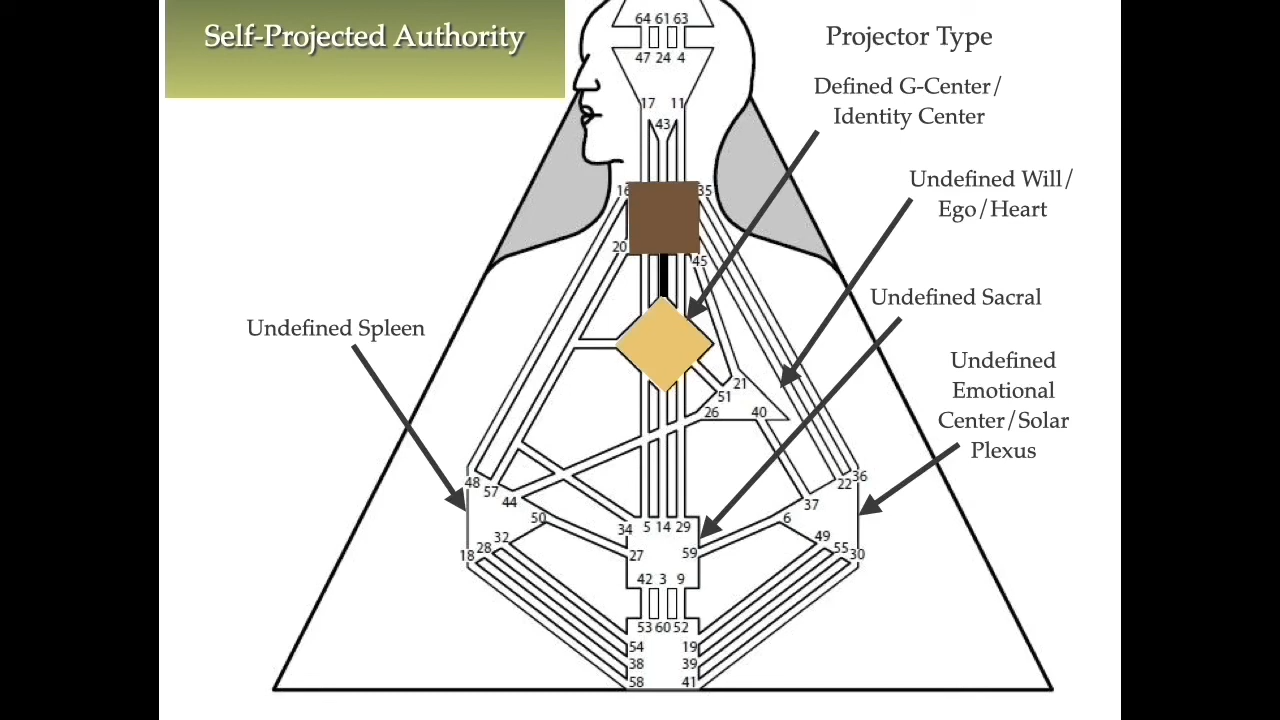 Self-Projected Authority
Projector Type
Defined G-Center/
Identity Center
Undefined Will/
Ego/Heart
Undefined Sacral
Undefined
Emotional
Center/Solar
Plexus
Undefined Spleen
64 61 63
47 24 4
17 11
43
16 35
20 45
21
51
26 40
48 57 44
50
36
22
37
6
34 5 14 29
27 59
32
28
18
49
55
30
42 3 9
53 60 52
54 19
38 39
58 41